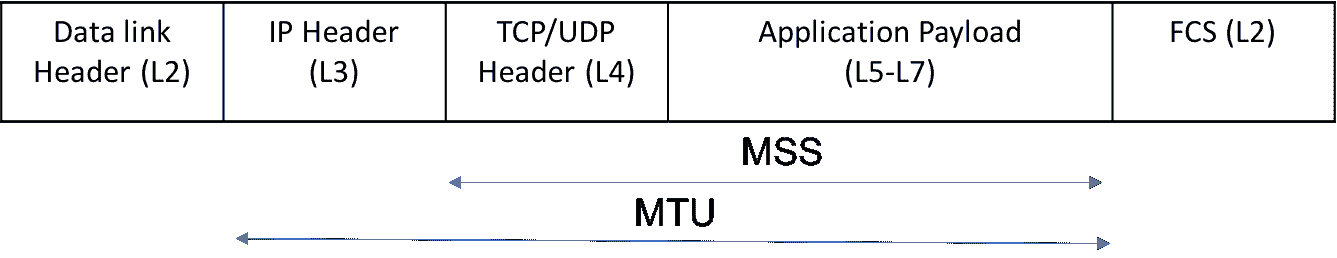 Data link
Header (L2)
IP Header
(L3)
TCP/UDP
Header (L4)
Application Payload
(L5-L7)
FCS (L2)
MSS
MTU